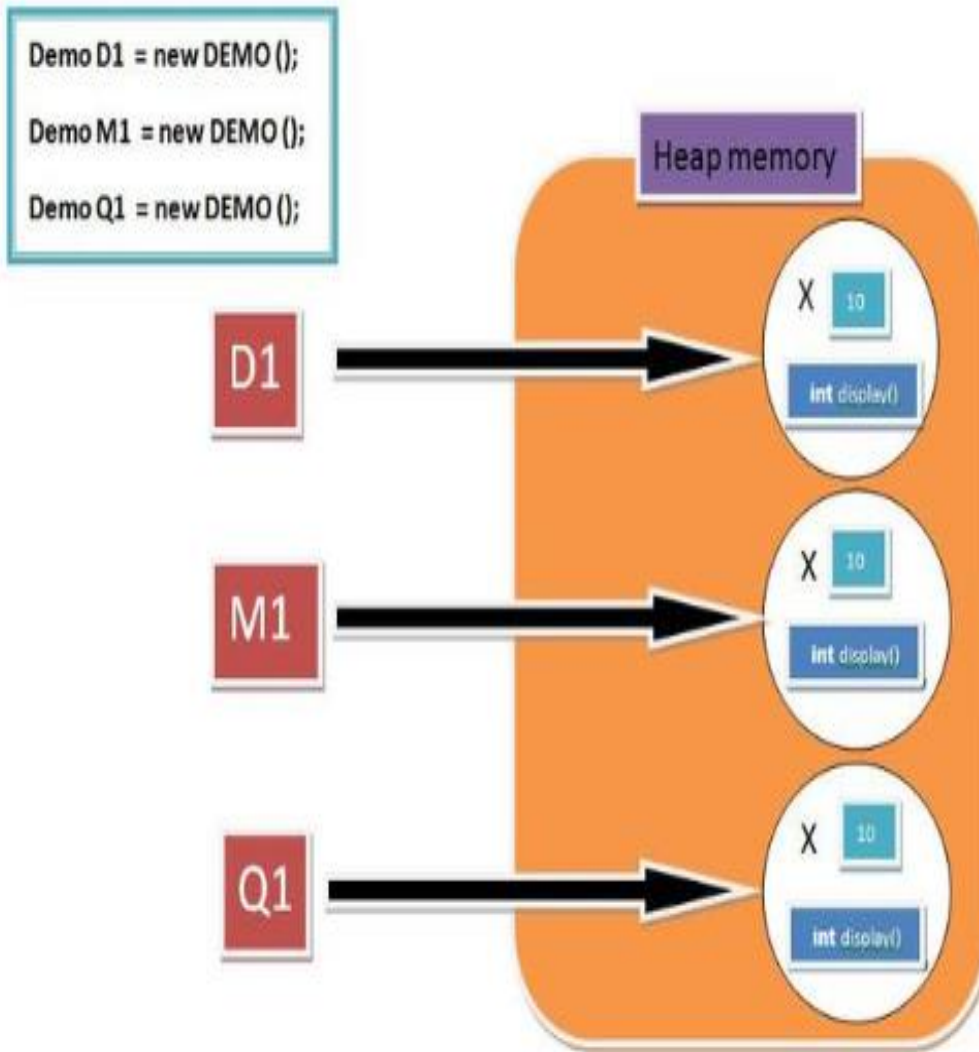 Demo D1 = new DEMO ();
Demo M1 = new DEMO ();
Demo Q1 = new DEMO ();
Heap memory
D1
X 10
int display()
M1
X 10
int display()
Q1
X 10
int display()